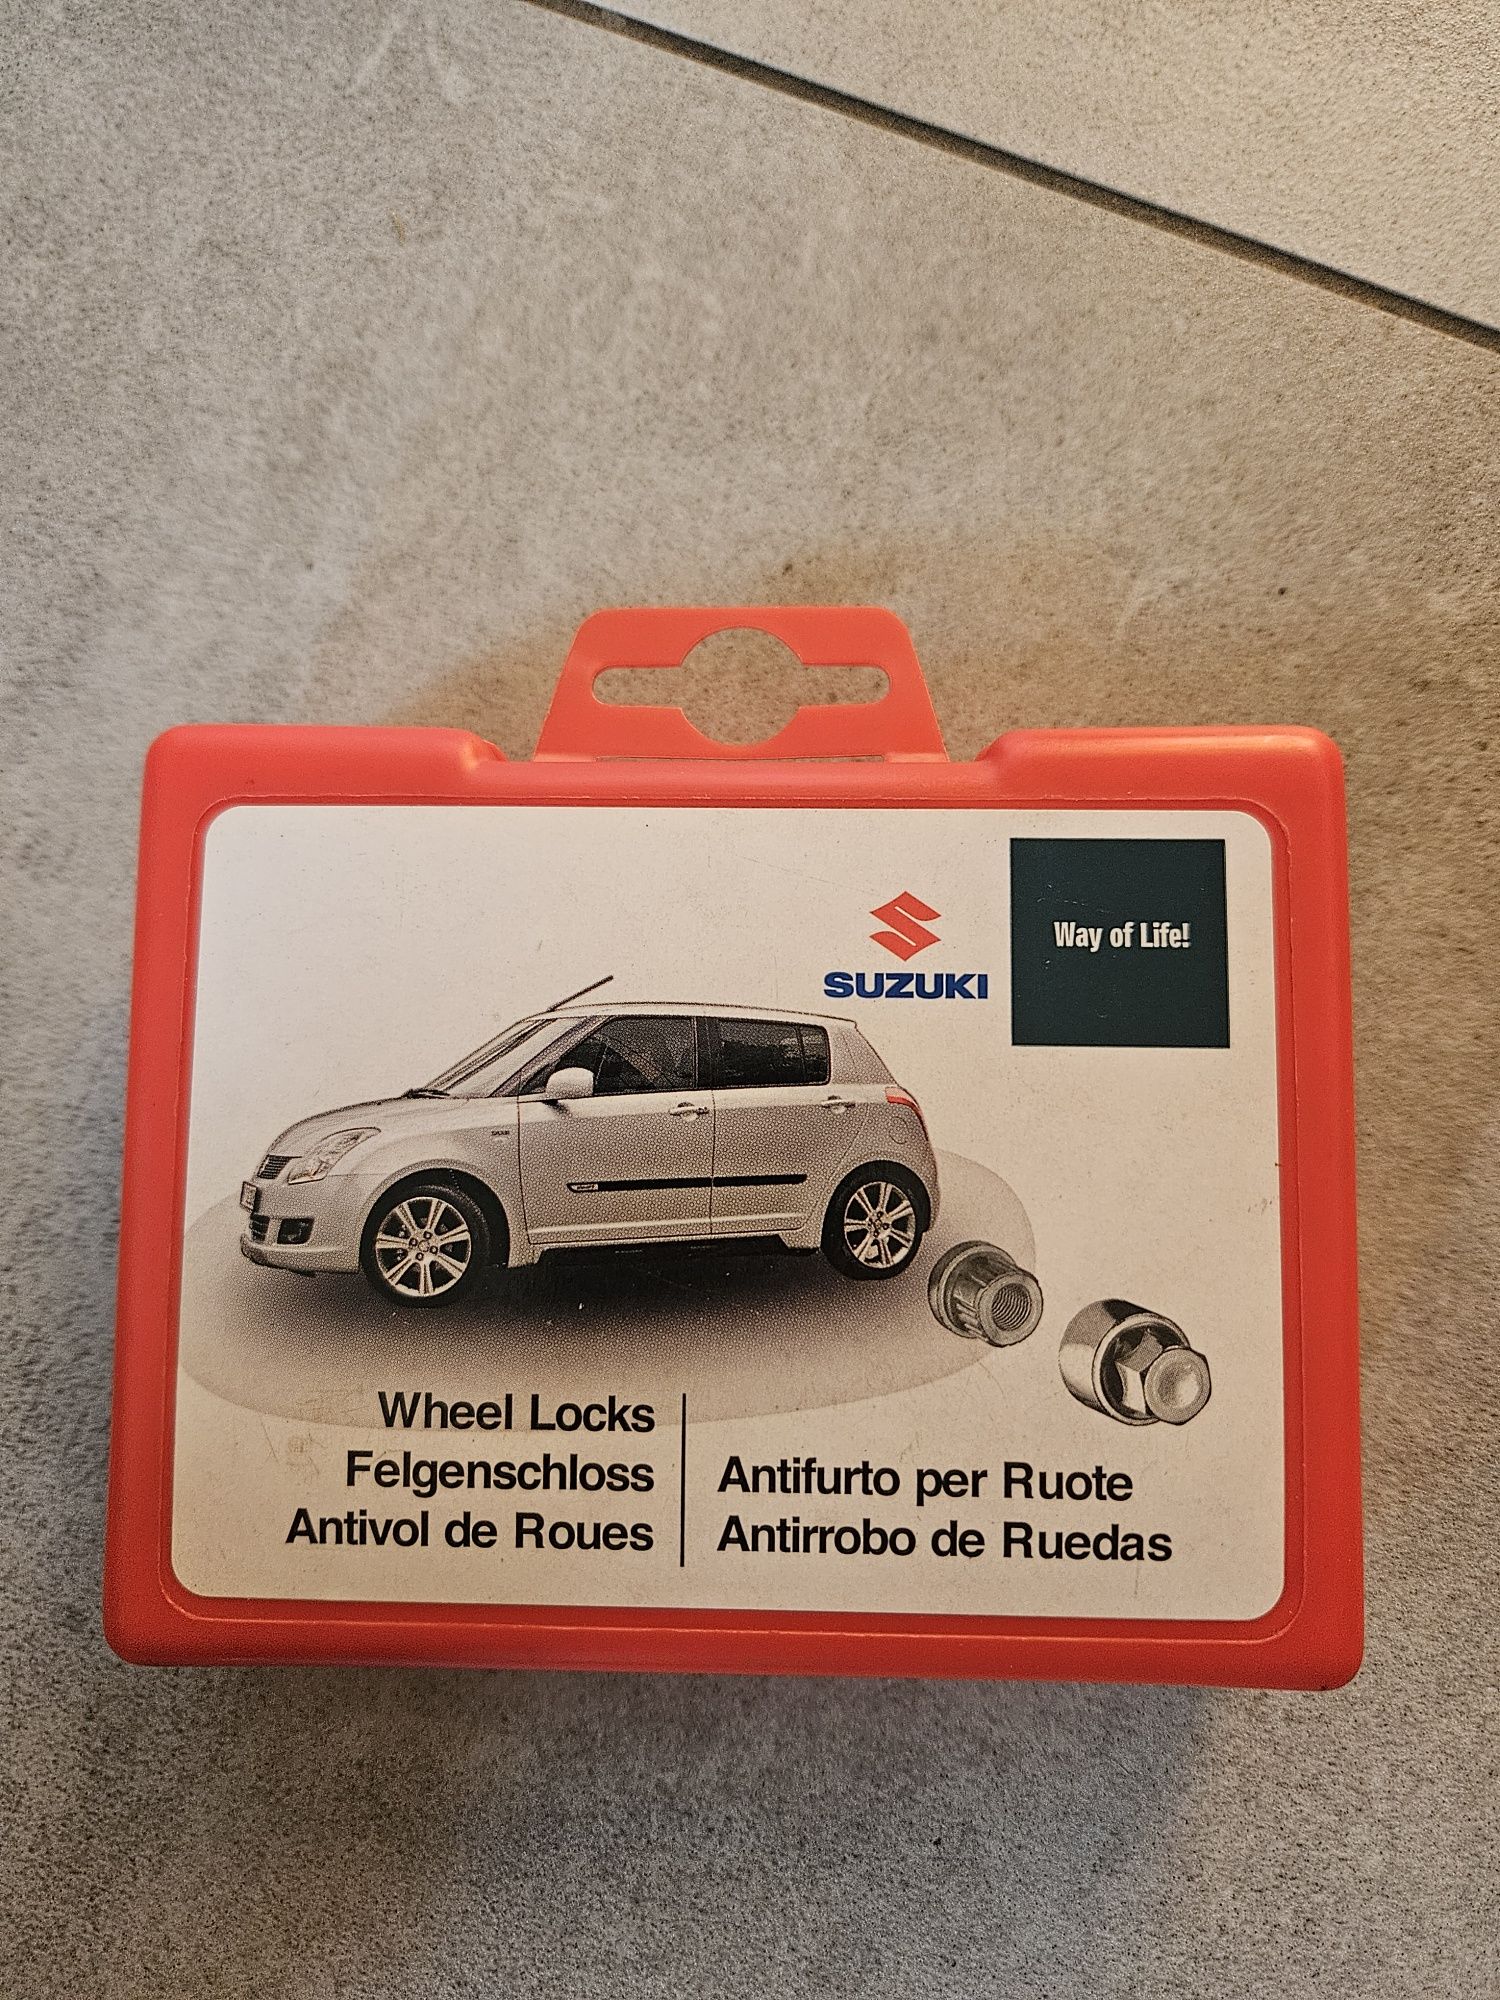 Way of Life!
SUZUKI
Wheel Locks
Felgenschloss
Antivol de Roues
Antifurto per Ruote
Antirrobo de Ruedas